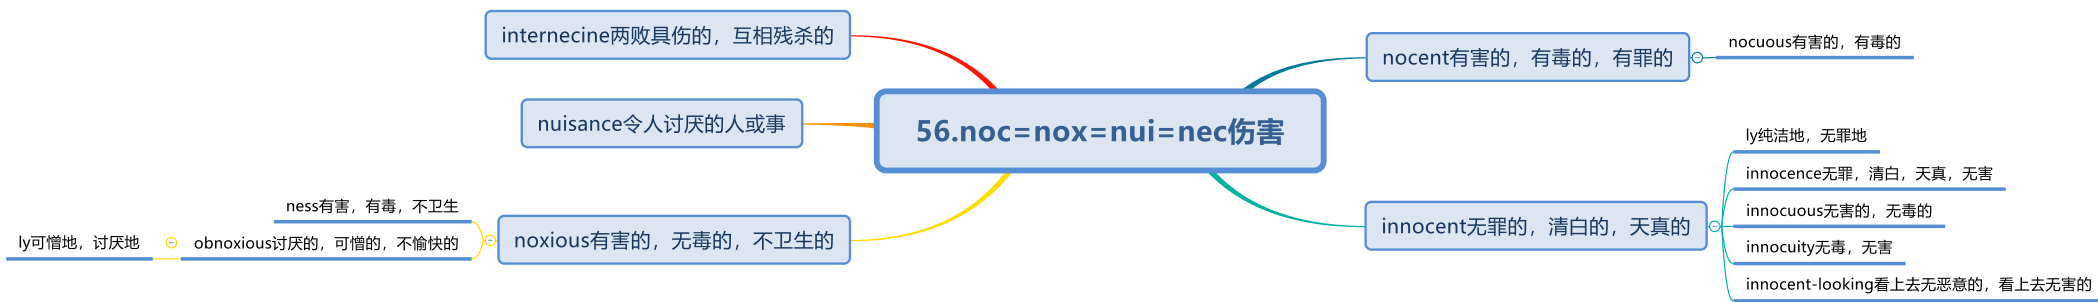 56.noc=nox=nui=nec伤害
nocent有害的，有毒的，有罪的
nocuous有害的，有毒的
innocent无罪的，清白的，天真的
ly纯洁地，无罪地
innocence无罪，清白，天真，无害
innocuous无害的，无毒的
innocuity无毒，无害
innocent-looking看上去无恶意的，看上去无害的
internecine两败具伤的，互相残杀的
nuisance令人讨厌的人或事
noxious有害的，无毒的，不卫生的
ness有害，有毒，不卫生
obnoxious讨厌的，可憎的，不愉快的
ly可憎地，讨厌地